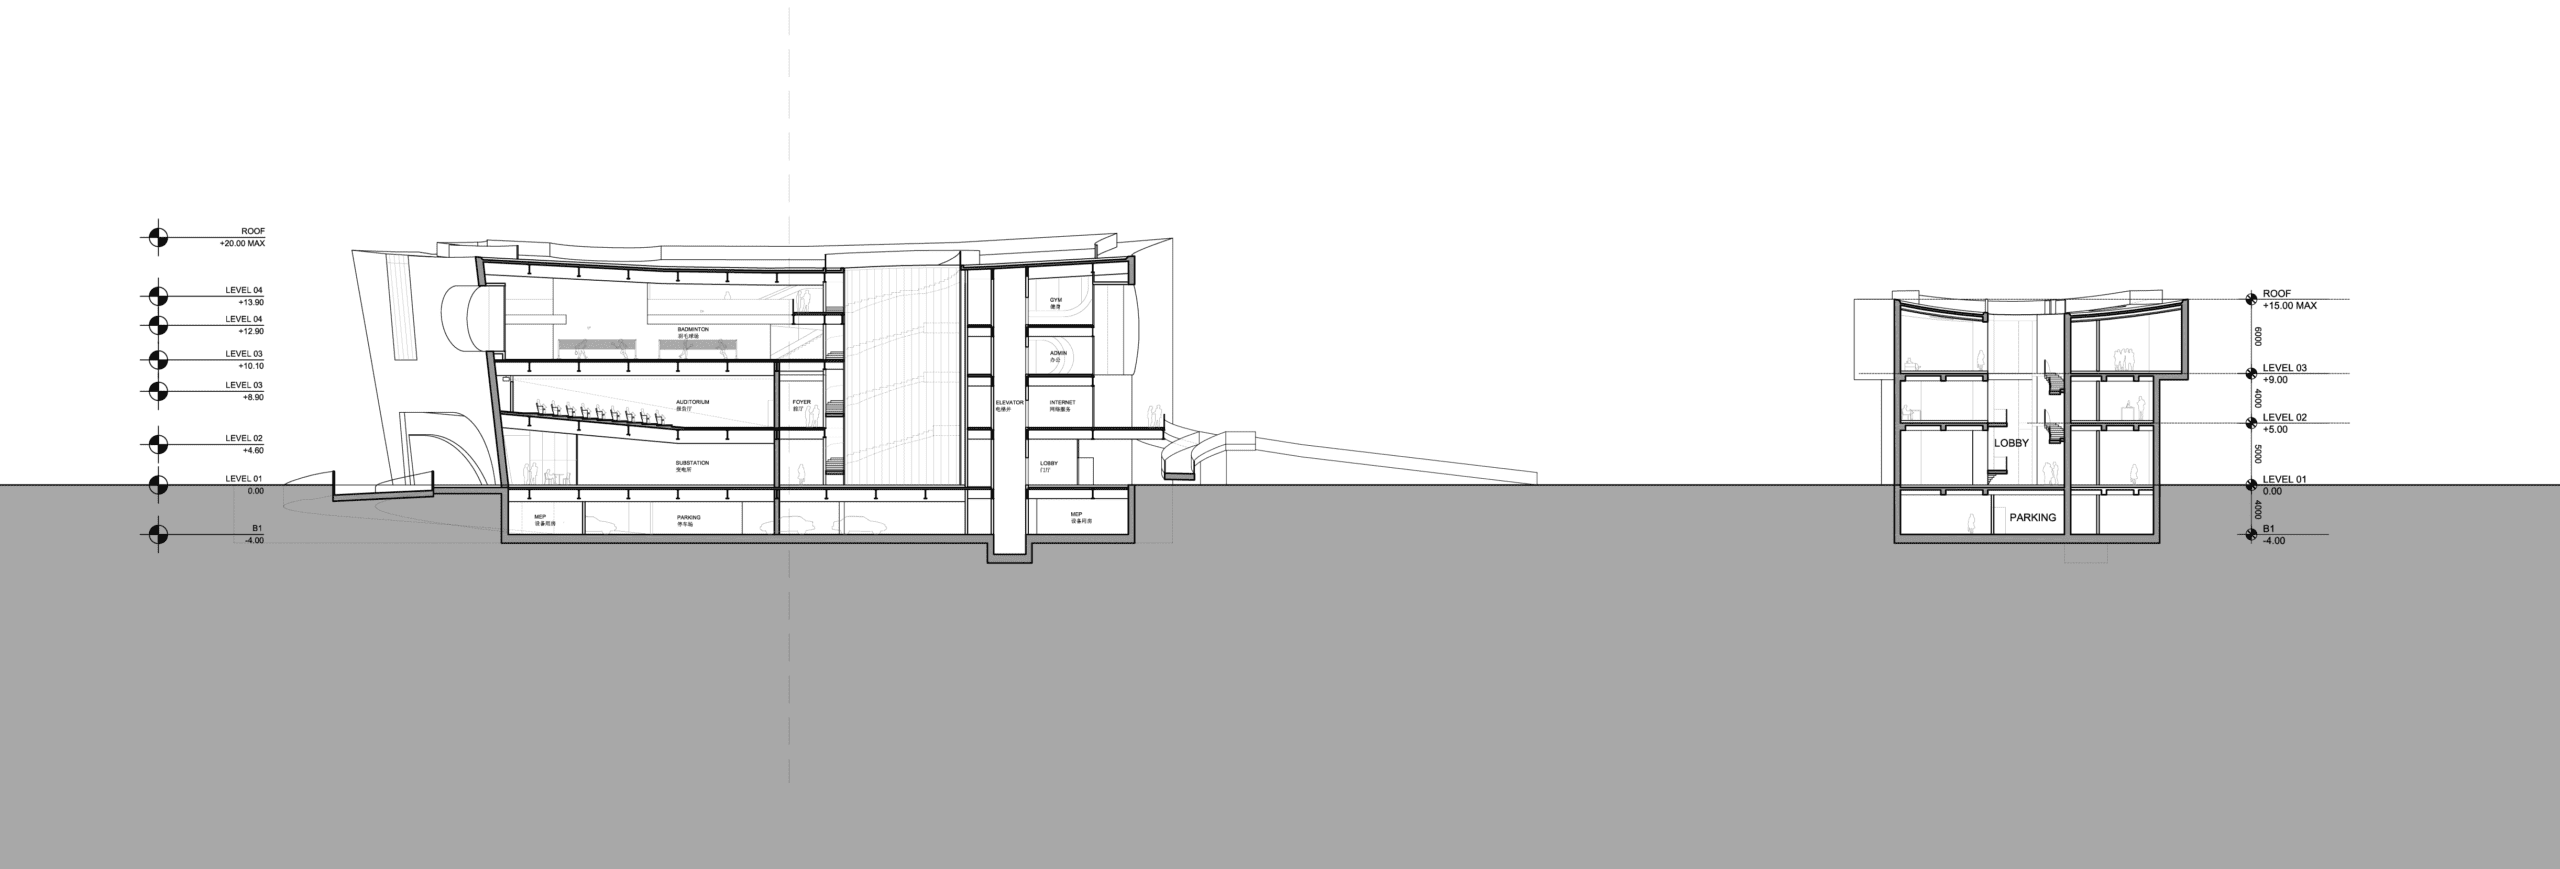 ROOF
+20.00 MAX
LEVEL 04
+13.90
LEVEL 04
+12.90
LEVEL 03
+10.10
LEVEL 03
+8.90
LEVEL 02
+4.60
LEVEL 01
0.00
B1
-4.00
BADMINTON
羽毛球场
AUDITORIUM
报告厅
FOYER
前厅
SUBSTATION
变电所
MEP
设备用房
PARKING
停车站
ELEVATOR
电梯井
GYM
健身
ADMIN
办公
INTERNET
网络服务
LOBBY
门厅
MEP
设备用房
LOBBY
PARKING
ROOF
+15.00 MAX
6000
LEVEL 03
+9.00
4000
LEVEL 02
+5.00
5000
LEVEL 01
0.00
4000
B1
-4.00